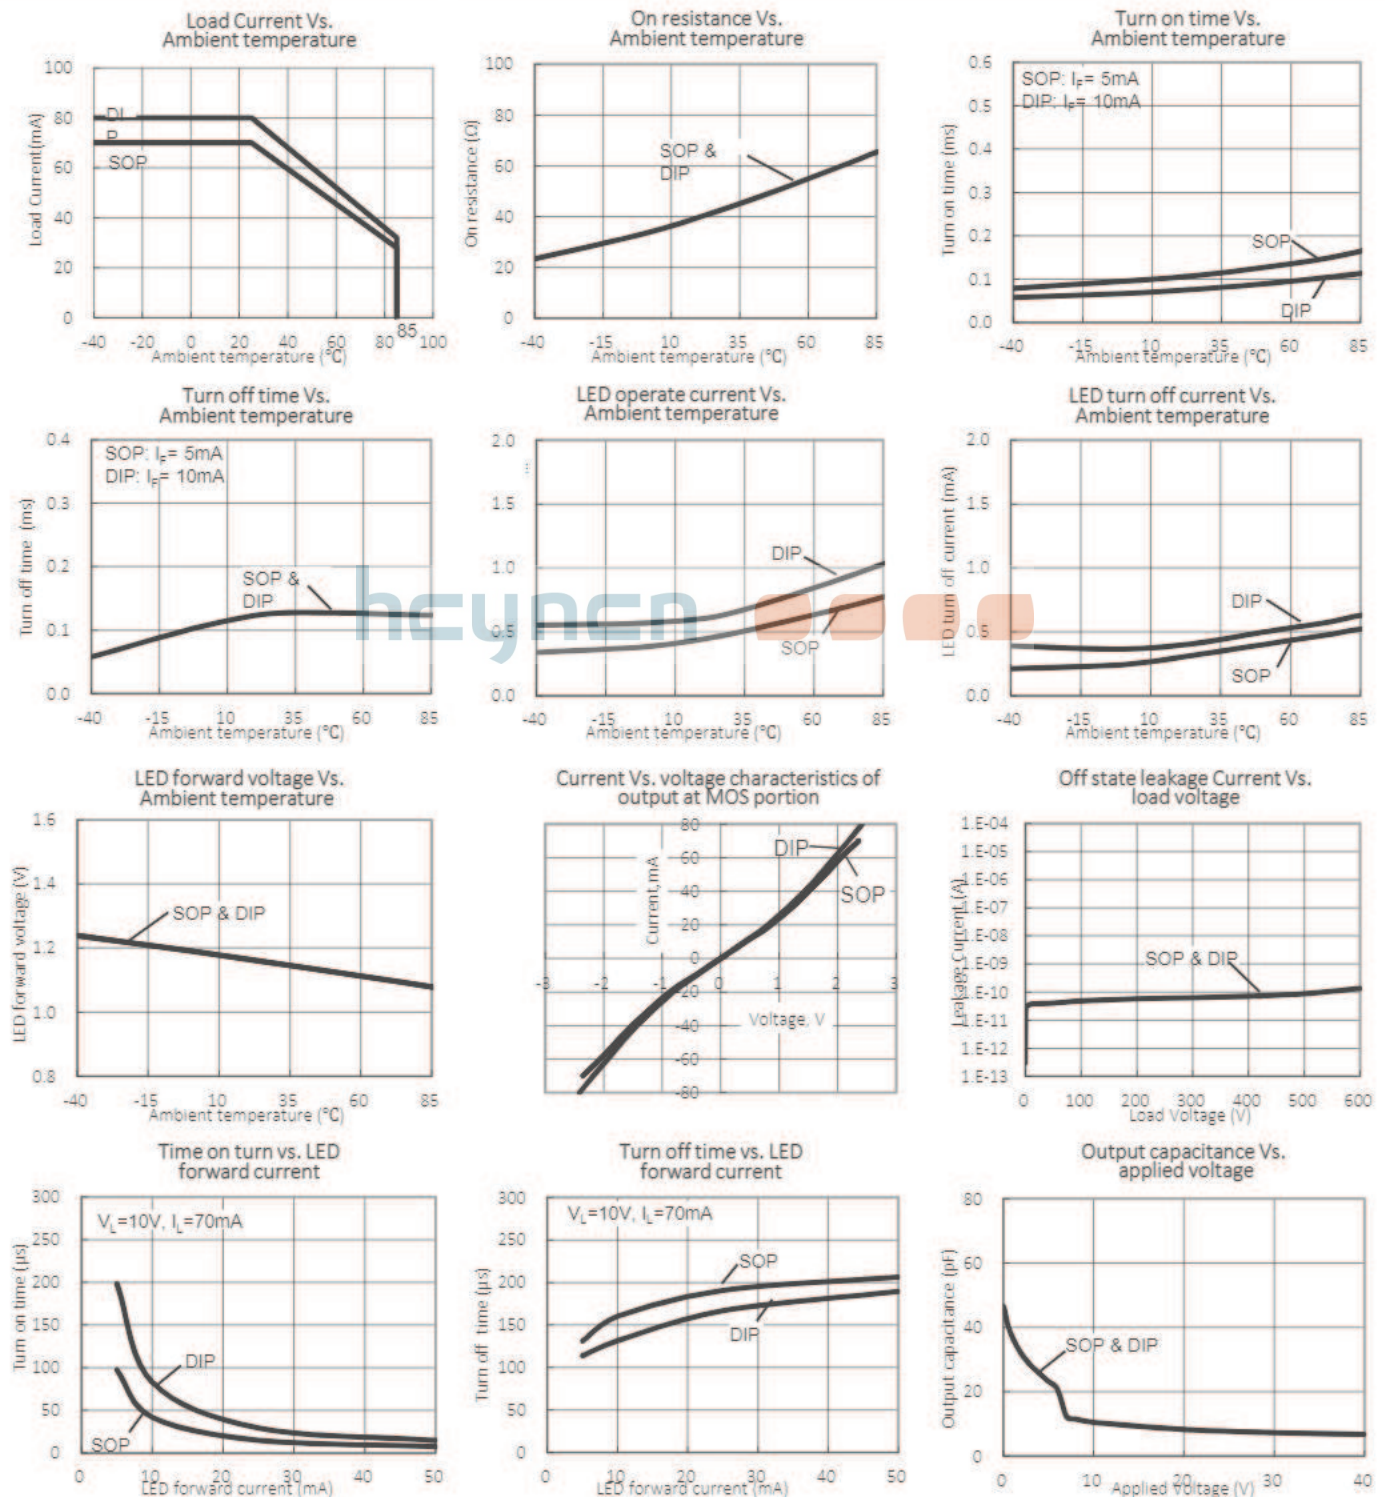 Load Current Vs.
Ambient temperature
Load Current(mA)
100
80
60
40
20
0
DI
P
SOP
85
-40 -20 0 20 40 60 80 100
Ambient temperature (°C)
On resistance Vs.
Ambient temperature
On resistance (Ω)
100
80
60
40
20
0
SOP &
DIP
-40 -15 10 35 60 85
Ambient temperature (°C)
Turn on time Vs.
Ambient temperature
Turn on time (ms)
0.6
0.5
0.4
0.3
0.2
0.1
0.0
SOP: IF= 5mA
DIP: IF= 10mA
SOP
DIP
-40 -15 10 35 60 85
Ambient temperature (°C)
Turn off time Vs.
Ambient temperature
Turn off time (ms)
0.4
0.3
0.2
0.1
0.0
SOP: IF= 5mA
DIP: IF= 10mA
SOP &
DIP
-40 -15 10 35 60 85
Ambient temperature (°C)
LED operate current Vs.
Ambient temperature
2.0
1.5
1.0
0.5
0.0
DIP
SOP
-40 -15 10 35 60 85
Ambient temperature (°C)
LED turn off current Vs.
Ambient temperature
LED turn off current (mA)
2.0
1.5
1.0
0.5
0.0
DIP
SOP
-40 -15 10 35 60 85
Ambient temperature (°C)
LED forward voltage Vs.
Ambient temperature
LED forward voltage (V)
1.6
1.4
1.2
1.0
0.8
SOP & DIP
-40 -15 10 35 60 85
Ambient temperature (°C)
Current Vs. voltage characteristics of
output at MOS portion
Current,mA
80
60
40
20
0
-20
-40
-60
-80
DIP
SOP
-3 -2 -1 0 1 2 3
Voltage, V
Off state leakage Current Vs.
load voltage
Leakage Current (A)
1.E-04
1.E-05
1.E-06
1.E-07
1.E-08
1.E-09
1.E-10
1.E-11
1.E-12
1.E-13
SOP & DIP
0 100 200 300 400 500 600
Load Voltage (V)
Time on turn vs. LED
forward current
Turn on time (µs)
300
250
200
150
100
50
0
VL=10V, IL=70mA
DIP
SOP
0 10 20 30 40 50
LED forward current (mA)
Turn off time vs. LED
forward current
Turn off time (µs)
300
250
200
150
100
50
0
VL=10V, IL=70mA
SOP
DIP
0 10 20 30 40 50
LED forward current (mA)
Output capacitance Vs.
applied voltage
Output capacitance (pF)
80
60
40
20
0
SOP & DIP
0 10 20 30 40
Applied voltage (V)